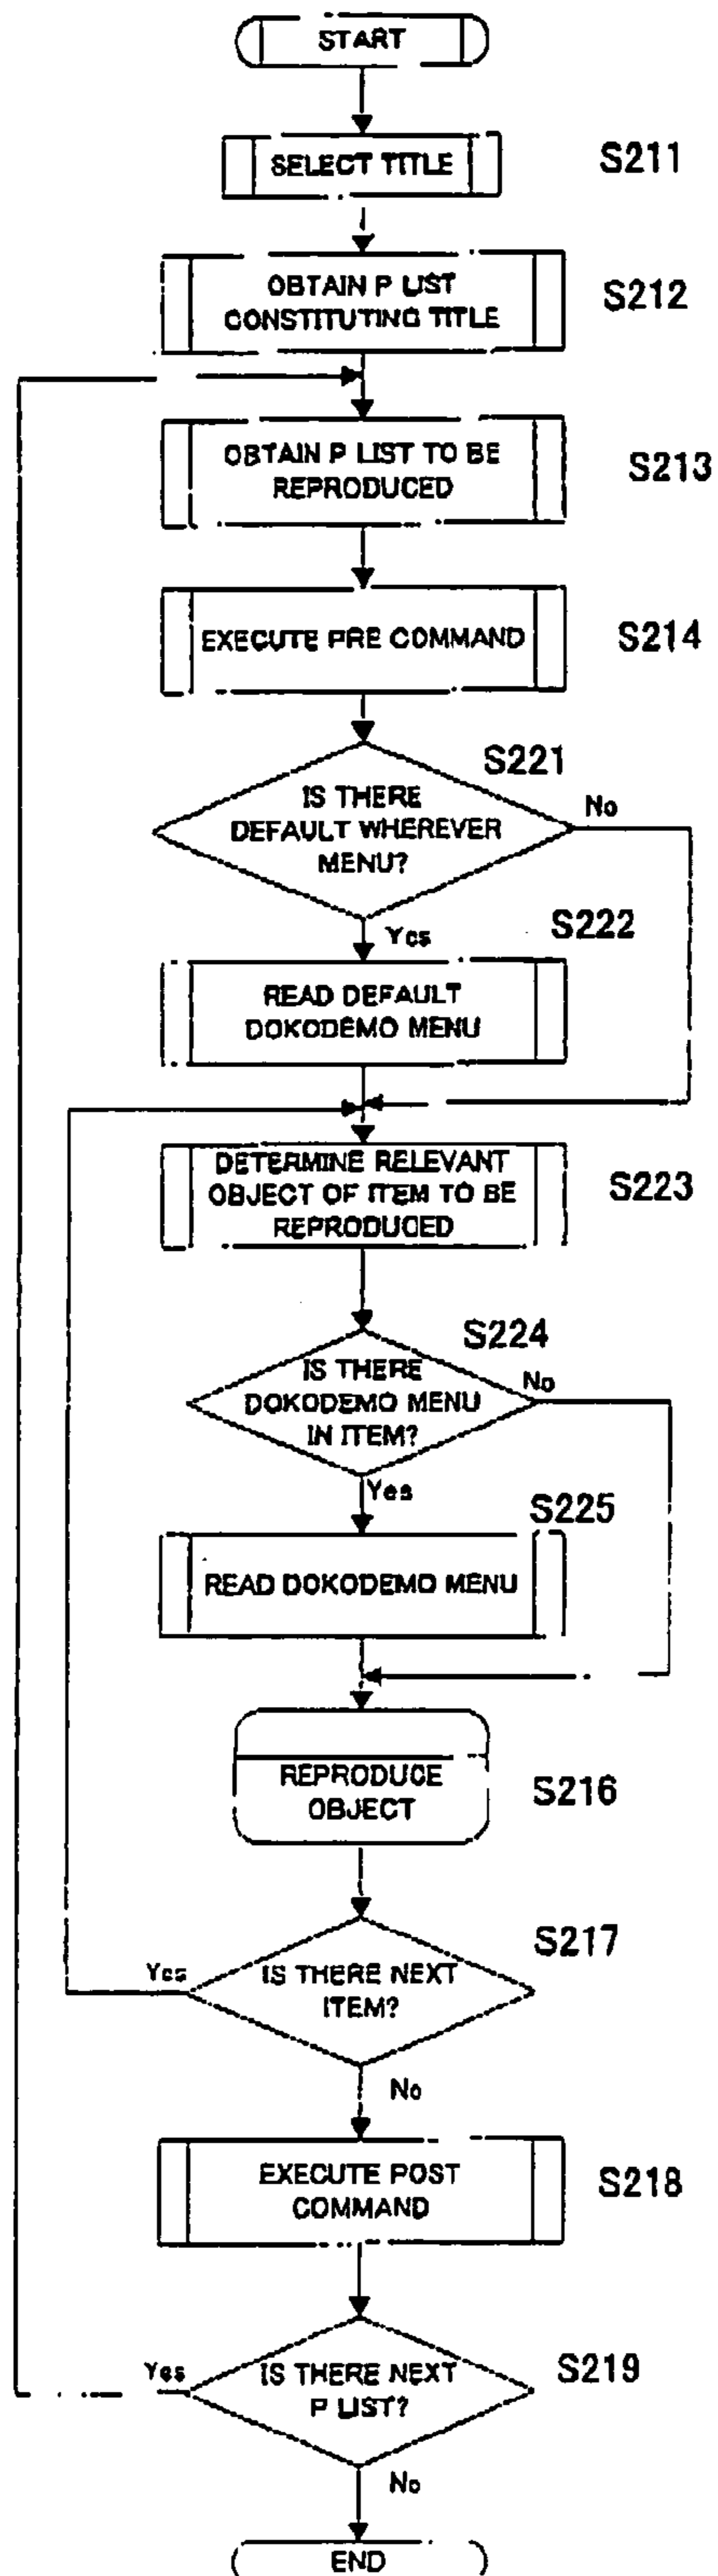 START
SELECT TITLE
S211
OBTAIN P LIST
CONSTITUTING TITLE
S212
OBTAIN P LIST TO BE
REPRODUCED
S213
EXECUTE PRE COMMAND
S214
S221
IS THERE
DEFAULT WHEREVER
MENU?
No
Yes
S222
READ DEFAULT
DOKODEMO MENU
DETERMINE RELEVANT
OBJECT OF ITEM TO BE
REPRODUCED
S223
S224
IS THERE
DOKODEMO MENU
IN ITEM?
No
Yes
S225
READ DOKODEMO MENU
REPRODUCE
OBJECT
S216
S217
IS THERE NEXT
ITEM?
Yes
No
EXECUTE POST
COMMAND
S218
S219
IS THERE NEXT
P LIST?
Yes
No
END